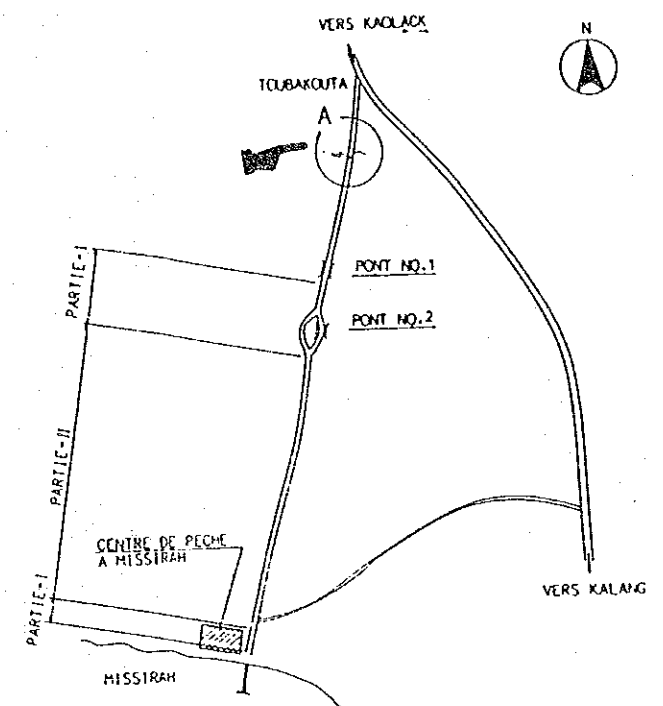 VERS KAOLACK
N
TOUBAKOUTA
A
PARTIE-I
PONT NO.1
PONT NO.2
PARTIE-II
CENTRE DE PECHE
A MISSIRAH
VERS KALANG
PARTIE-I
MISSIRAH